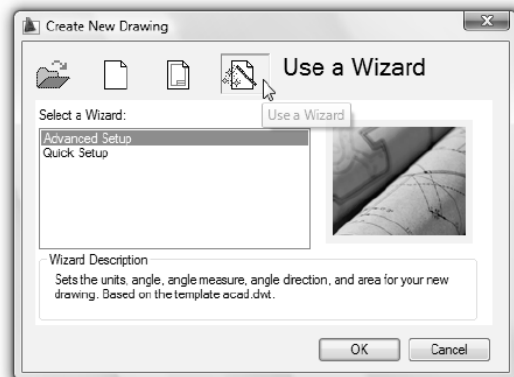 Create New Drawing
Use a Wizard
Use a Wizard
Select a Wizard:
Advanced Setup
Quick Setup
Wizard Description
Sets the units, angle, angle measure, angle direction, and area for your new
drawing. Based on the template acad.dwt.
OK
Cancel